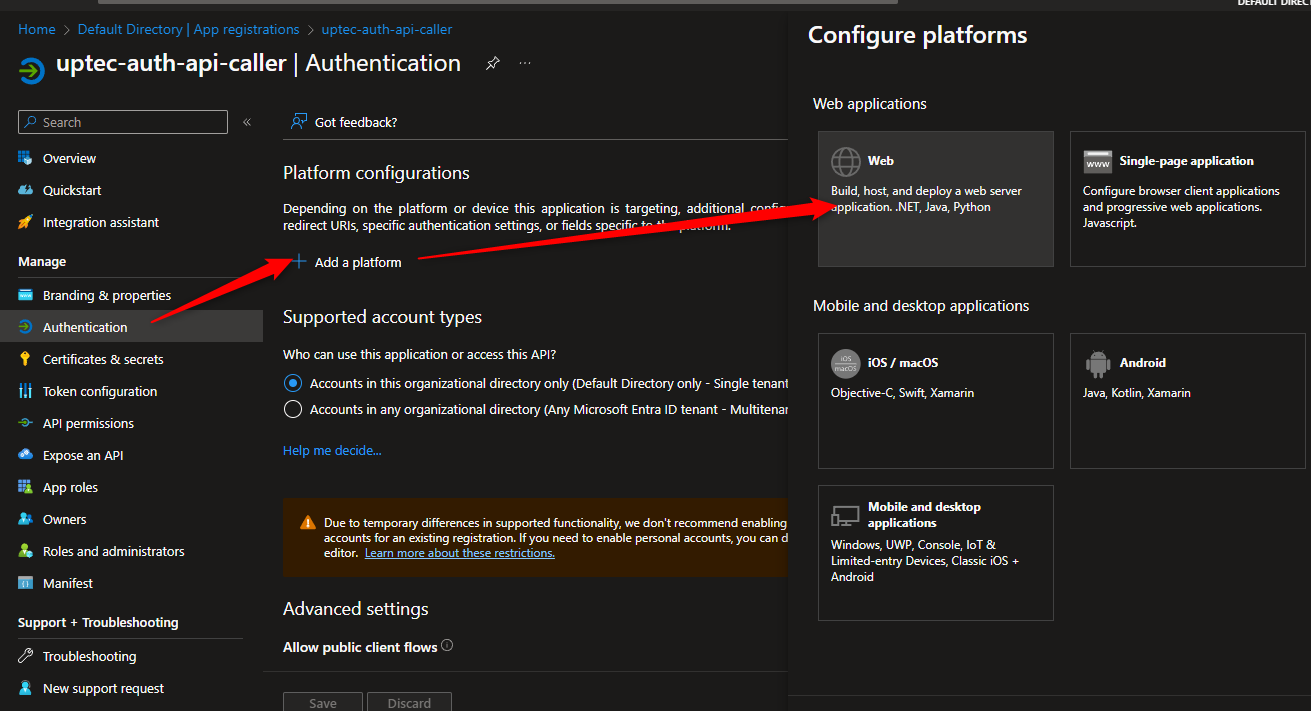 DEFAULT DIRECT
Home > Default Directory | App registrations > uptec-auth-api-caller
uptec-auth-api-caller | Authentication
Search
Overview
Quickstart
Integration assistant
Manage
Branding & properties
Authentication
Certificates & secrets
Token configuration
API permissions
Expose an API
App roles
Owners
Roles and administrators
Manifest
Support + Troubleshooting
Troubleshooting
New support request
Got feedback?
Platform configurations
Depending on the platform or device this application is targeting, additional
redirect URIs, specific authentication settings, or fields specific to the platform.
Add a platform
Supported account types
Who can use this application or access this API?
Accounts in this organizational directory only (Default Directory only - Single tenant
Accounts in any organizational directory (Any Microsoft Entra ID tenant - Multitenan
Help me decide...
Due to temporary differences in supported functionality, we don't recommend enabling
accounts for an existing registration. If you need to enable personal accounts, you can d
editor. Learn more about these restrictions.
Advanced settings
Allow public client flows
Save
Discard
Configure platforms
Web applications
Web
Build, host, and deploy a web server
application. .NET, Java, Python
www
Single-page application
Configure browser client applications
and progressive web applications.
Javascript.
Mobile and desktop applications
iOS
macOS
iOS / macOS
Objective-C, Swift, Xamarin
Android
Java, Kotlin, Xamarin
Mobile and desktop
applications
Windows, UWP, Console, IoT &
Limited-entry Devices, Classic iOS +
Android